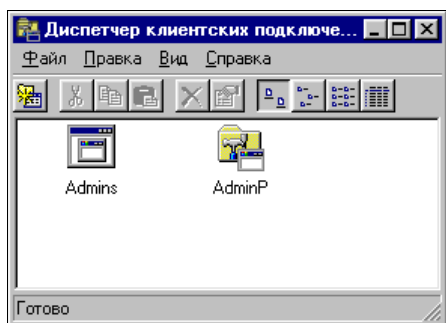 Диспетчер клиентских подключе...
Файл Правка Вид Справка
Admins AdminP
Готово